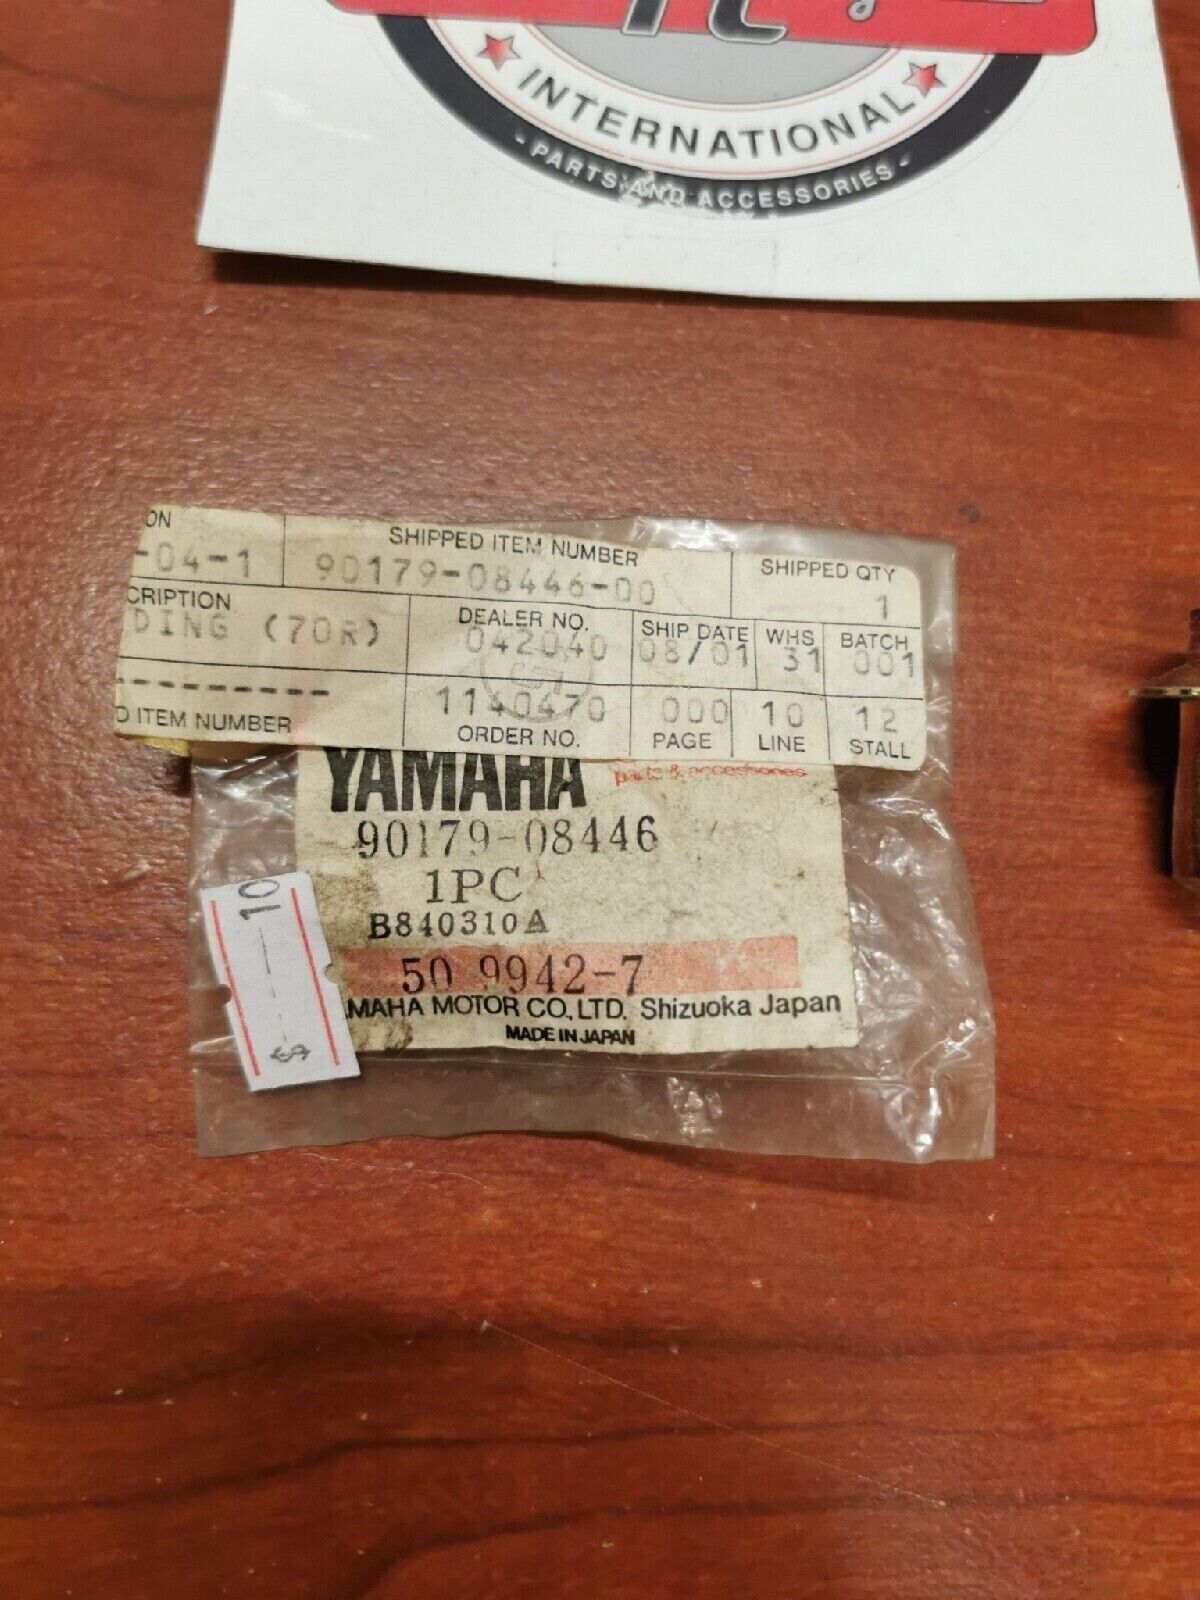 INTERNATIONAL
- PARTS AND ACCESSORIES -
ON SHIPPED ITEM NUMBER SHIPPED QTY
-04-1 90179-08446-00 1
CRIPTION DEALER NO. SHIP DATE WHS BATCH
DING (70R) 042040 08/01 31 001
---------- 1140470 000 10 12
D ITEM NUMBER ORDER NO. PAGE LINE STALL
YAMAHA parts & accessories
90179-08446
1PC
B840310A
50 9942-7
AMAHA MOTOR CO., LTD. Shizuoka Japan
MADE IN JAPAN
$ --- 10